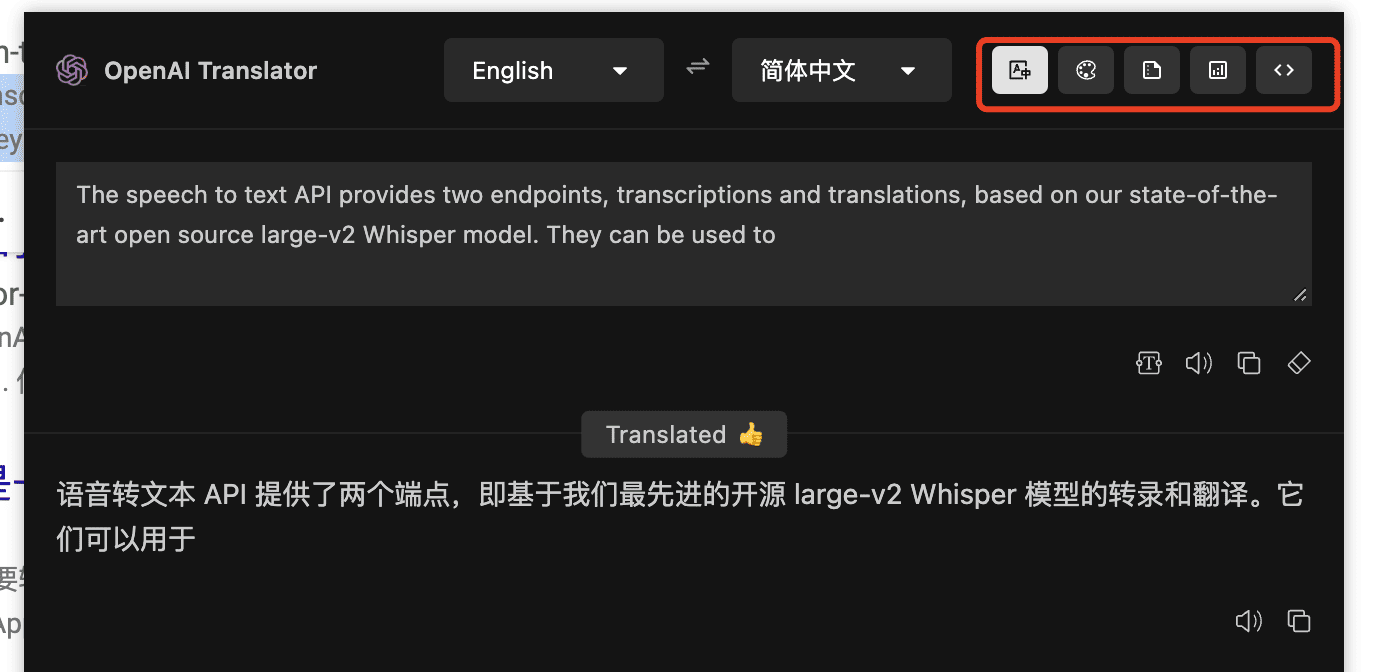 OpenAI Translator
English
简体中文
The speech to text API provides two endpoints, transcriptions and translations, based on our state-of-the-
art open source large-v2 Whisper model. They can be used to
Translated 👍
语音转文本 API 提供了两个端点，即基于我们最先进的开源 large-v2 Whisper 模型的转录和翻译。它
们可以用于